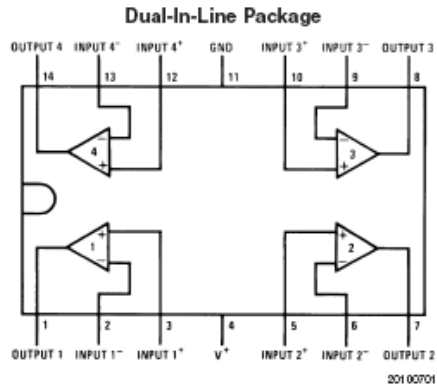 Dual-In-Line Package
OUTPUT 4 INPUT 4⁻ INPUT 4⁺ GND INPUT 3⁺ INPUT 3⁻ OUTPUT 3
14 13 12 11 10 9 8
− − 
4 + + 3
1 + + 2
− −
1 2 3 4 5 6 7
OUTPUT 1 INPUT 1⁻ INPUT 1⁺ V⁺ INPUT 2⁺ INPUT 2⁻ OUTPUT 2
20100701